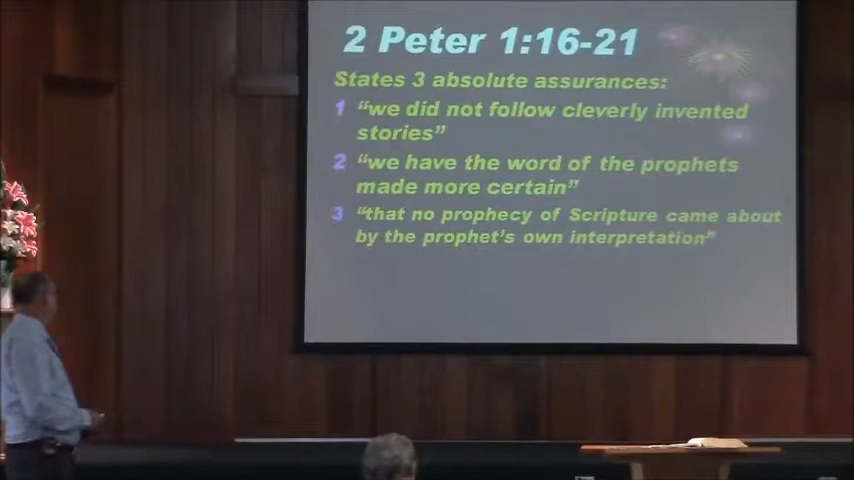 2 Peter 1:16-21
States 3 absolute assurances:
1 “we did not follow cleverly invented
stories”
2 “we have the word of the prophets
made more certain”
3 “that no prophecy of Scripture came about
by the prophet’s own interpretation”